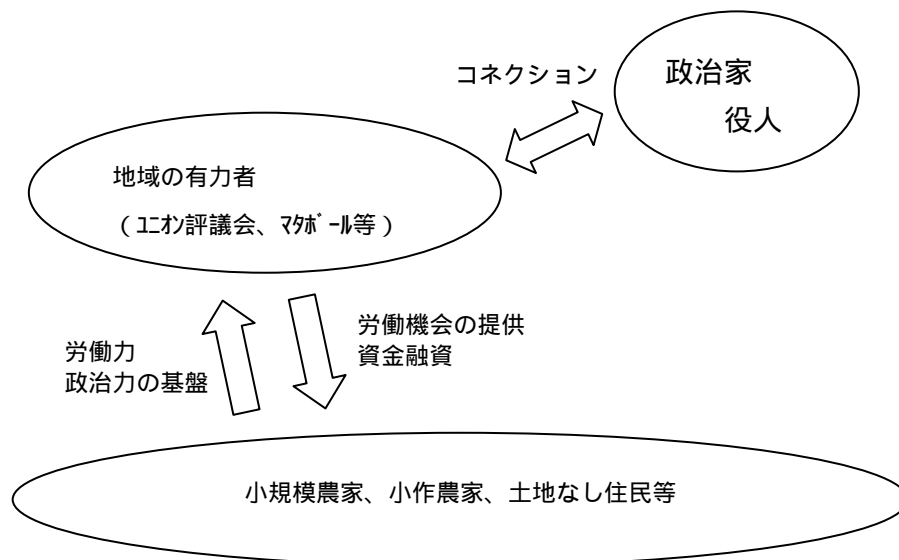 コネクション
政治家
役人
地域の有力者
（ﾕﾆｵﾝ評議会、ﾏﾀﾎﾞｰﾙ等）
労働力
政治力の基盤
労働機会の提供
資金融資
小規模農家、小作農家、土地なし住民等